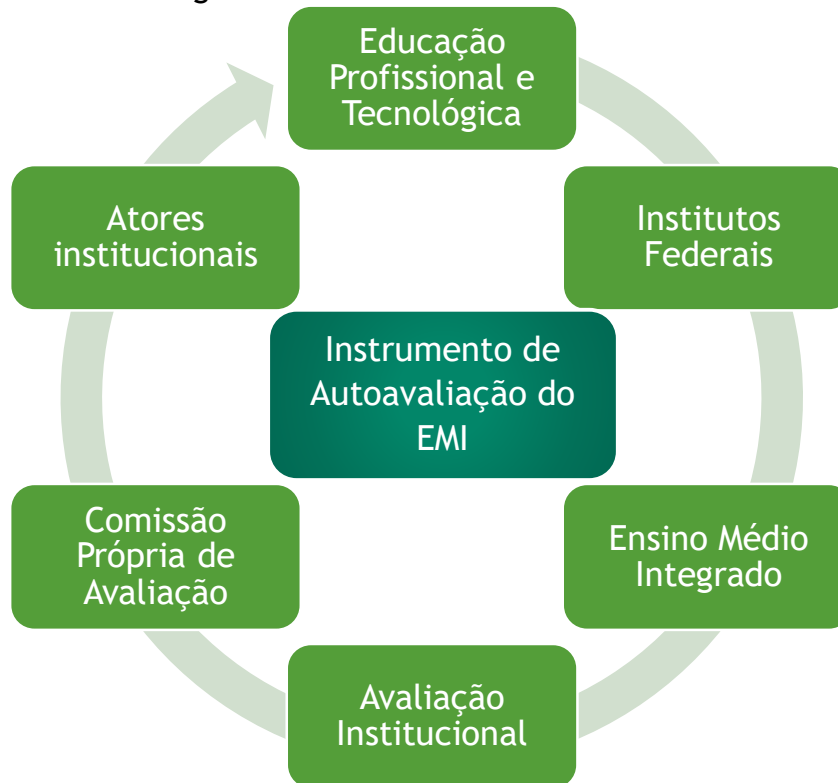 Educação
Profissional e
Tecnológica
Institutos
Federais
Ensino Médio
Integrado
Avaliação
Institucional
Comissão
Própria de
Avaliação
Atores
institucionais
Instrumento de
Autoavaliação do
EMI